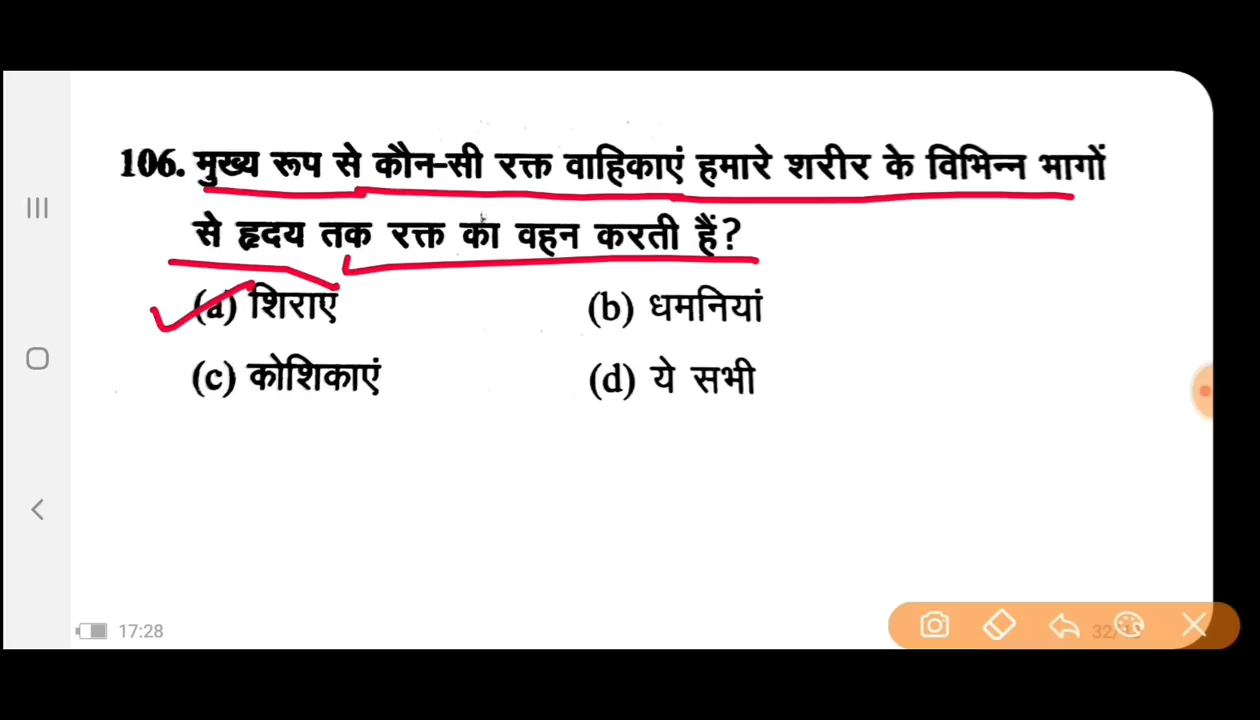 106. मुख्य रूप से कौन-सी रक्त वाहिकाएं हमारे शरीर के विभिन्न भागों
से हृदय तक रक्त का वहन करती हैं?
(a) शिराएं (b) धमनियां
(c) कोशिकाएं (d) ये सभी
17:28